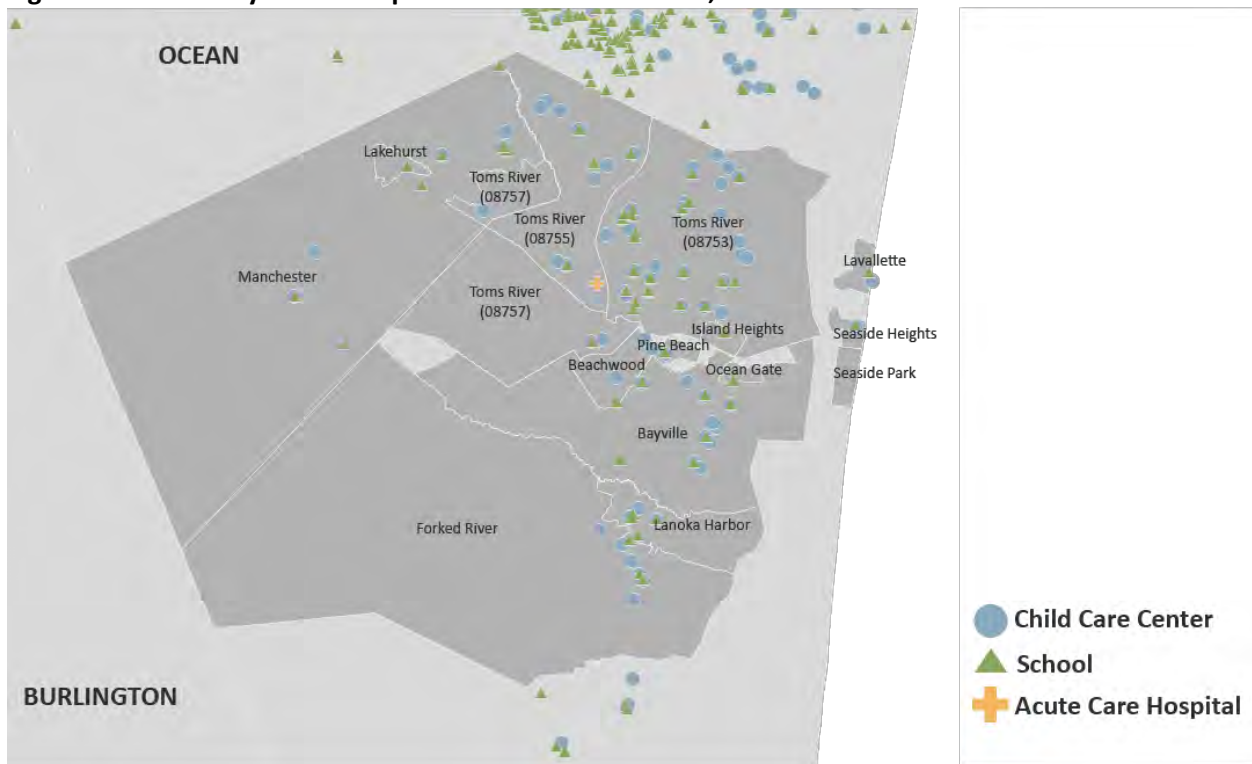 OCEAN
Lakehurst
Toms River
(08757)
Toms River
(08755)
Toms River
(08753)
Manchester
Toms River
(08757)
Lavallette
Island Heights
Seaside Heights
Pine Beach
Beachwood
Ocean Gate
Seaside Park
Bayville
Forked River
Lanoka Harbor
BURLINGTON
Child Care Center
School
Acute Care Hospital